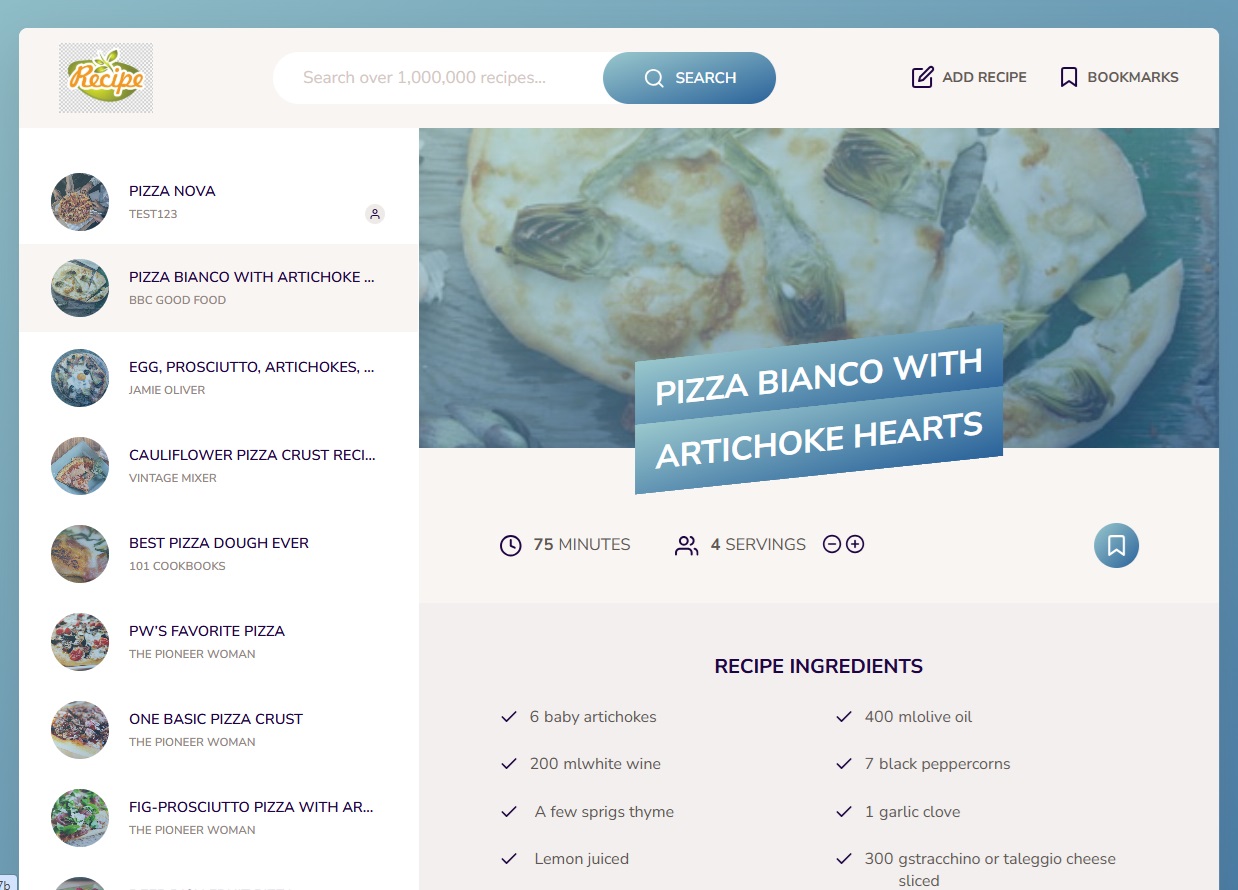 Recipe
Search over 1,000,000 recipes...
SEARCH
ADD RECIPE
BOOKMARKS
PIZZA NOVA
TEST123
PIZZA BIANCO WITH ARTICHOKE ...
BBC GOOD FOOD
EGG, PROSCIUTTO, ARTICHOKES, ...
JAMIE OLIVER
CAULIFLOWER PIZZA CRUST RECI...
VINTAGE MIXER
BEST PIZZA DOUGH EVER
101 COOKBOOKS
PW'S FAVORITE PIZZA
THE PIONEER WOMAN
ONE BASIC PIZZA CRUST
THE PIONEER WOMAN
FIG-PROSCIUTTO PIZZA WITH AR...
THE PIONEER WOMAN
7b
PIZZA BIANCO WITH
ARTICHOKE HEARTS
75 MINUTES
4 SERVINGS
RECIPE INGREDIENTS
6 baby artichokes
400 mlolive oil
200 mlwhite wine
7 black peppercorns
A few sprigs thyme
1 garlic clove
Lemon juiced
300 gstracchino or taleggio cheese
sliced